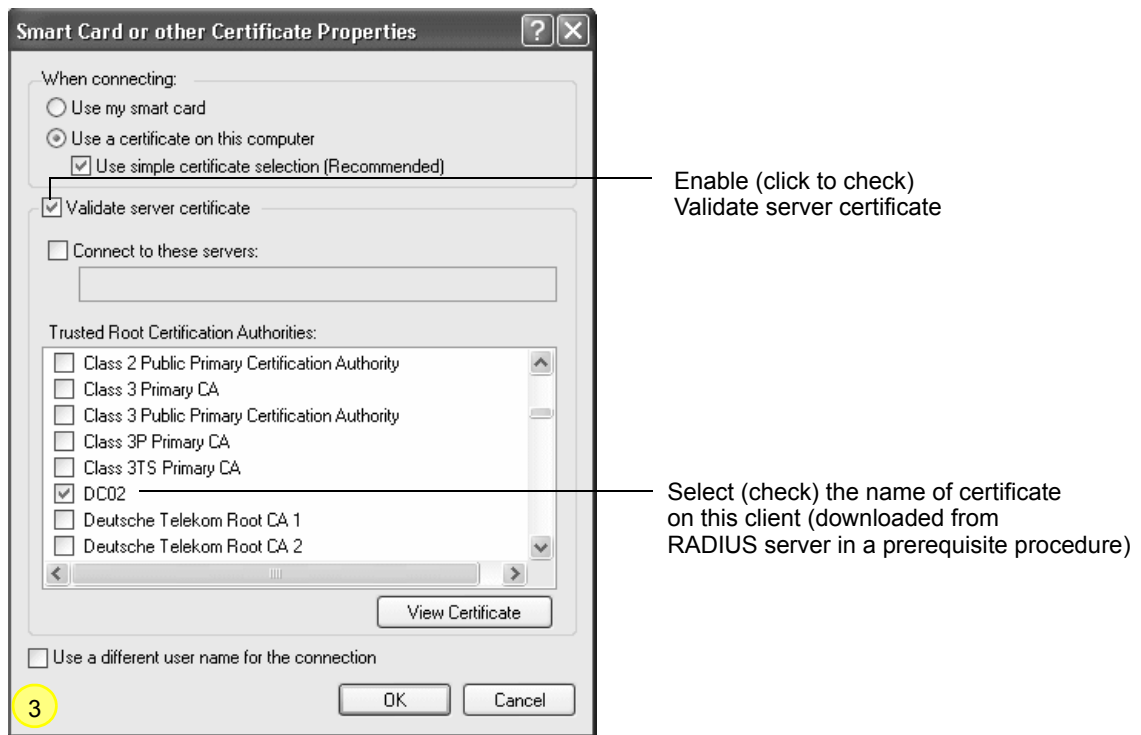 Smart Card or other Certificate Properties
When connecting:
Use my smart card
Use a certificate on this computer
Use simple certificate selection (Recommended)
Enable (click to check)
Validate server certificate
Validate server certificate
Connect to these servers:
Trusted Root Certification Authorities:
Class 2 Public Primary Certification Authority
Class 3 Primary CA
Class 3 Public Primary Certification Authority
Class 3P Primary CA
Class 3TS Primary CA
DC02
Deutsche Telekom Root CA 1
Deutsche Telekom Root CA 2
Select (check) the name of certificate
on this client (downloaded from
RADIUS server in a prerequisite procedure)
View Certificate
Use a different user name for the connection
3
OK
Cancel